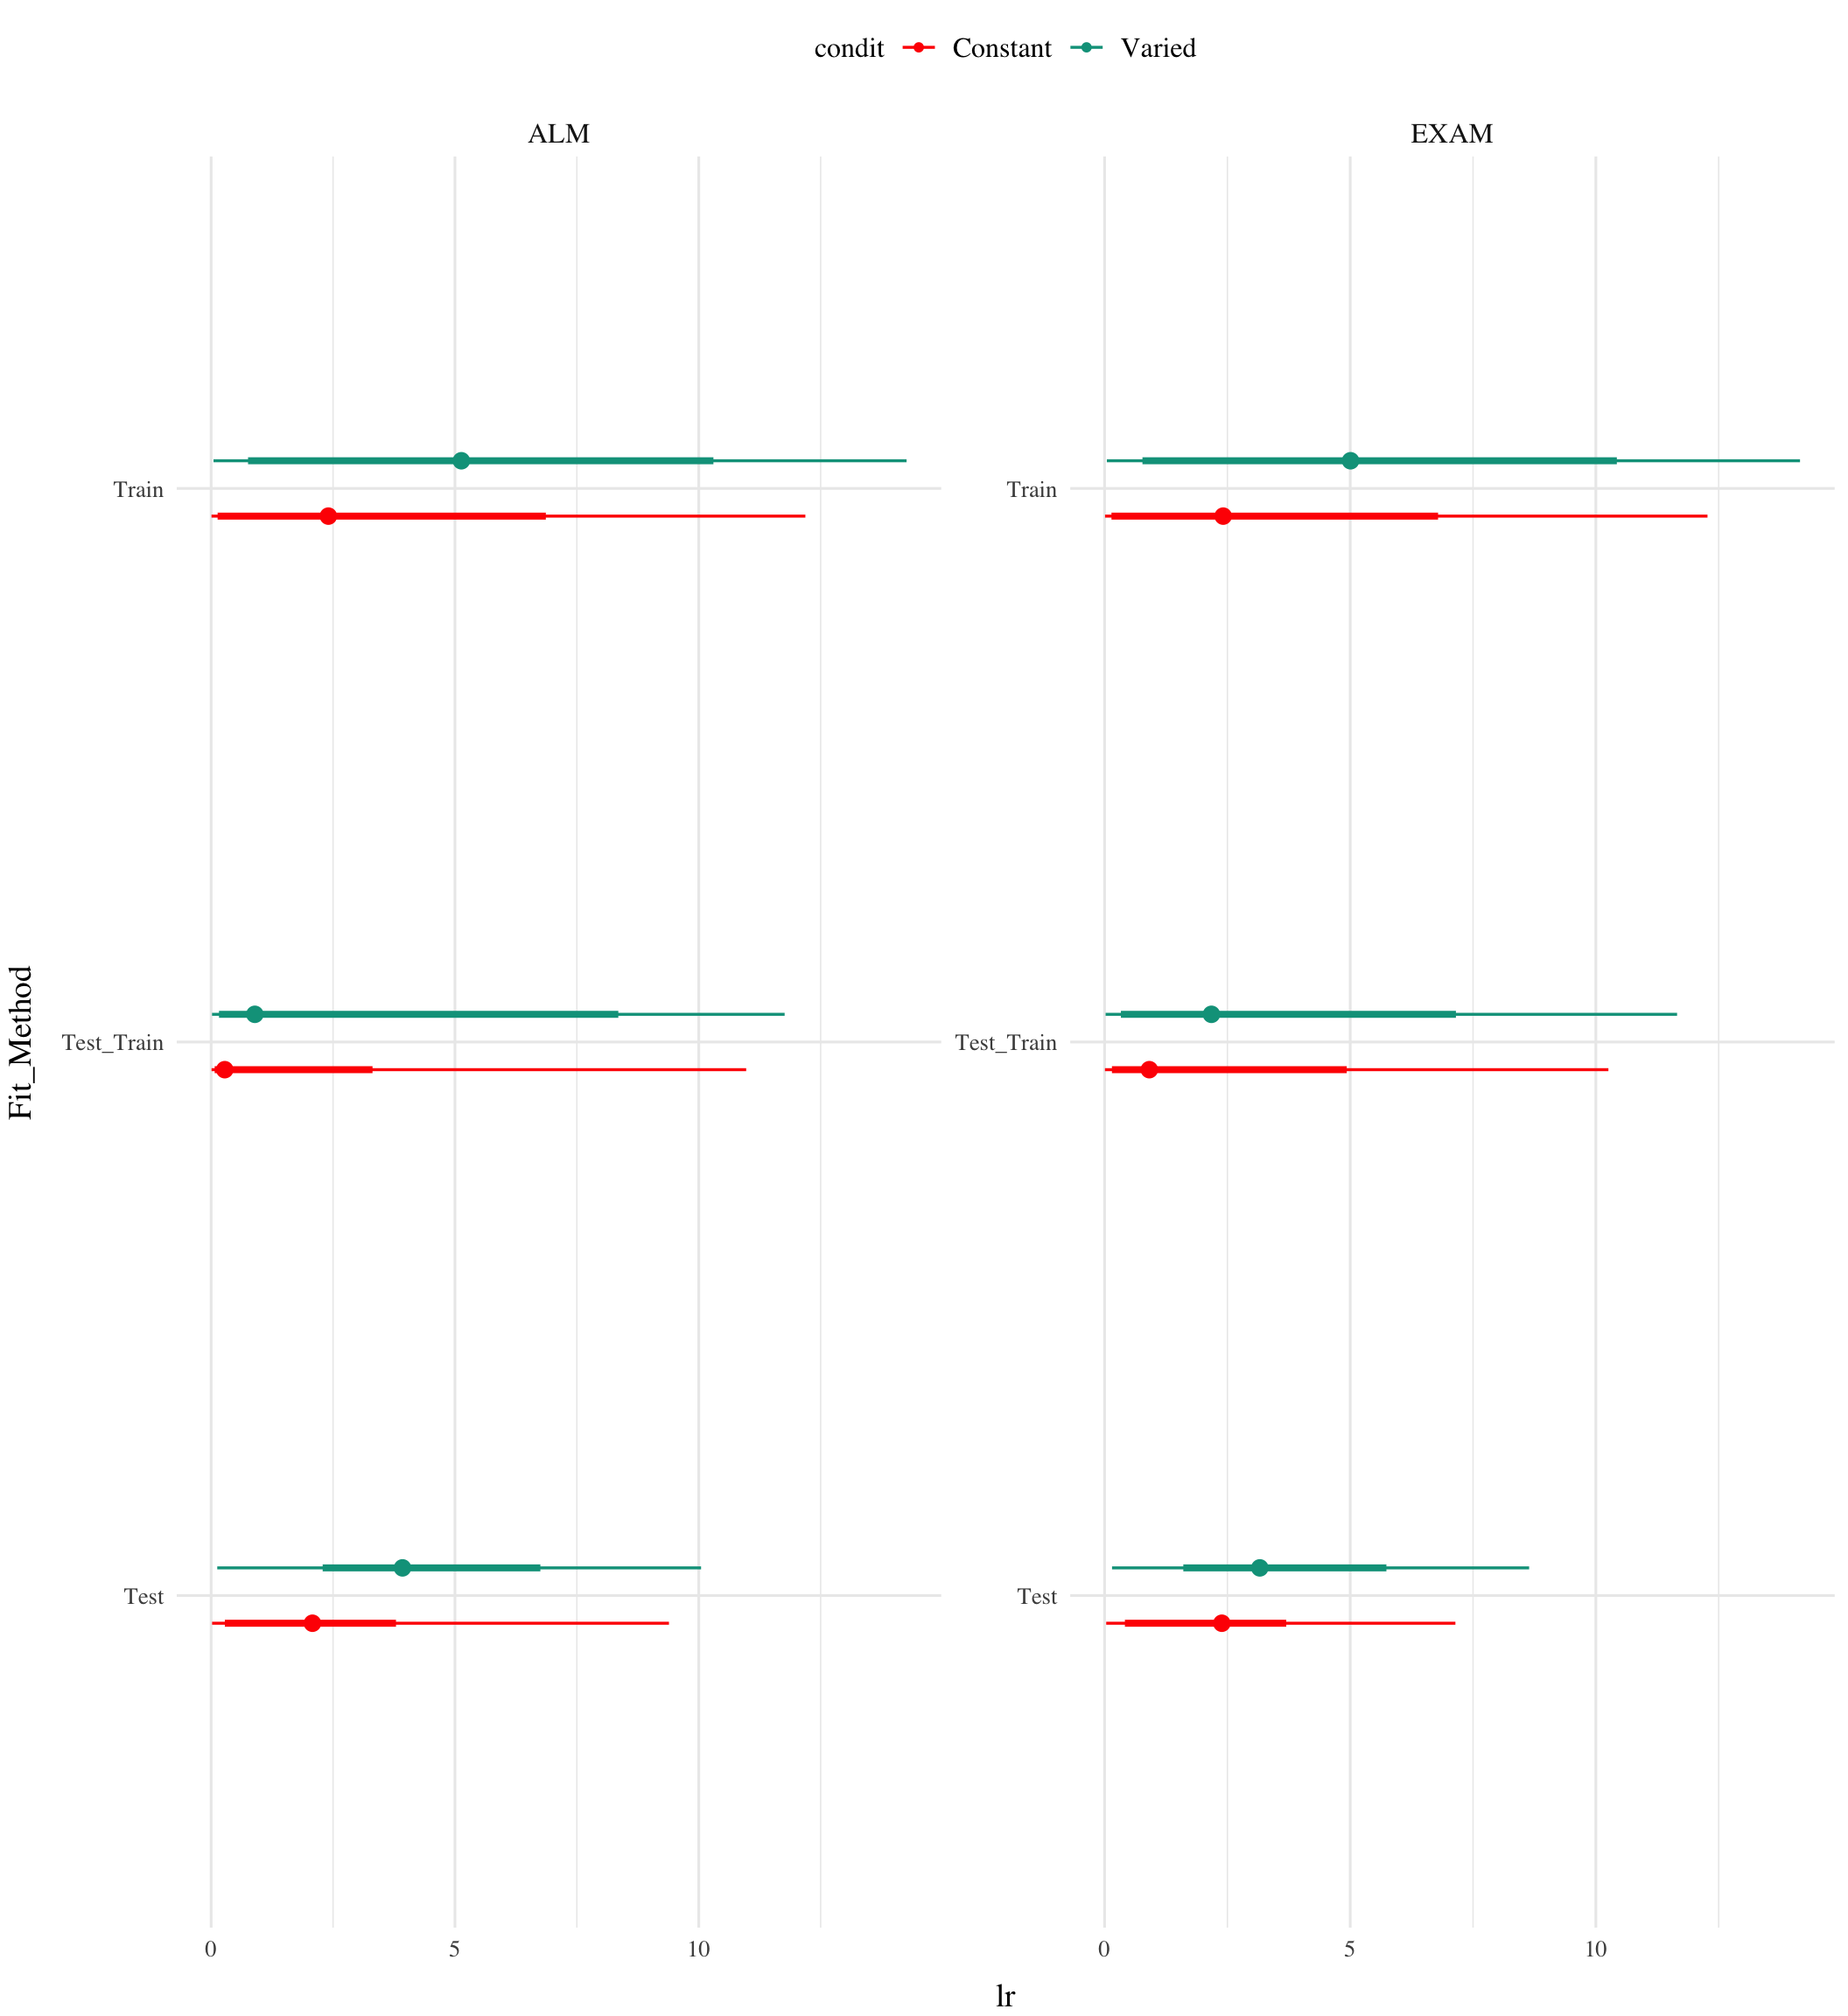 condit Constant Varied
ALM EXAM
Train Train
Fit_Method
Test_Train Test_Train
Test Test
0 5 10 0 5 10
lr